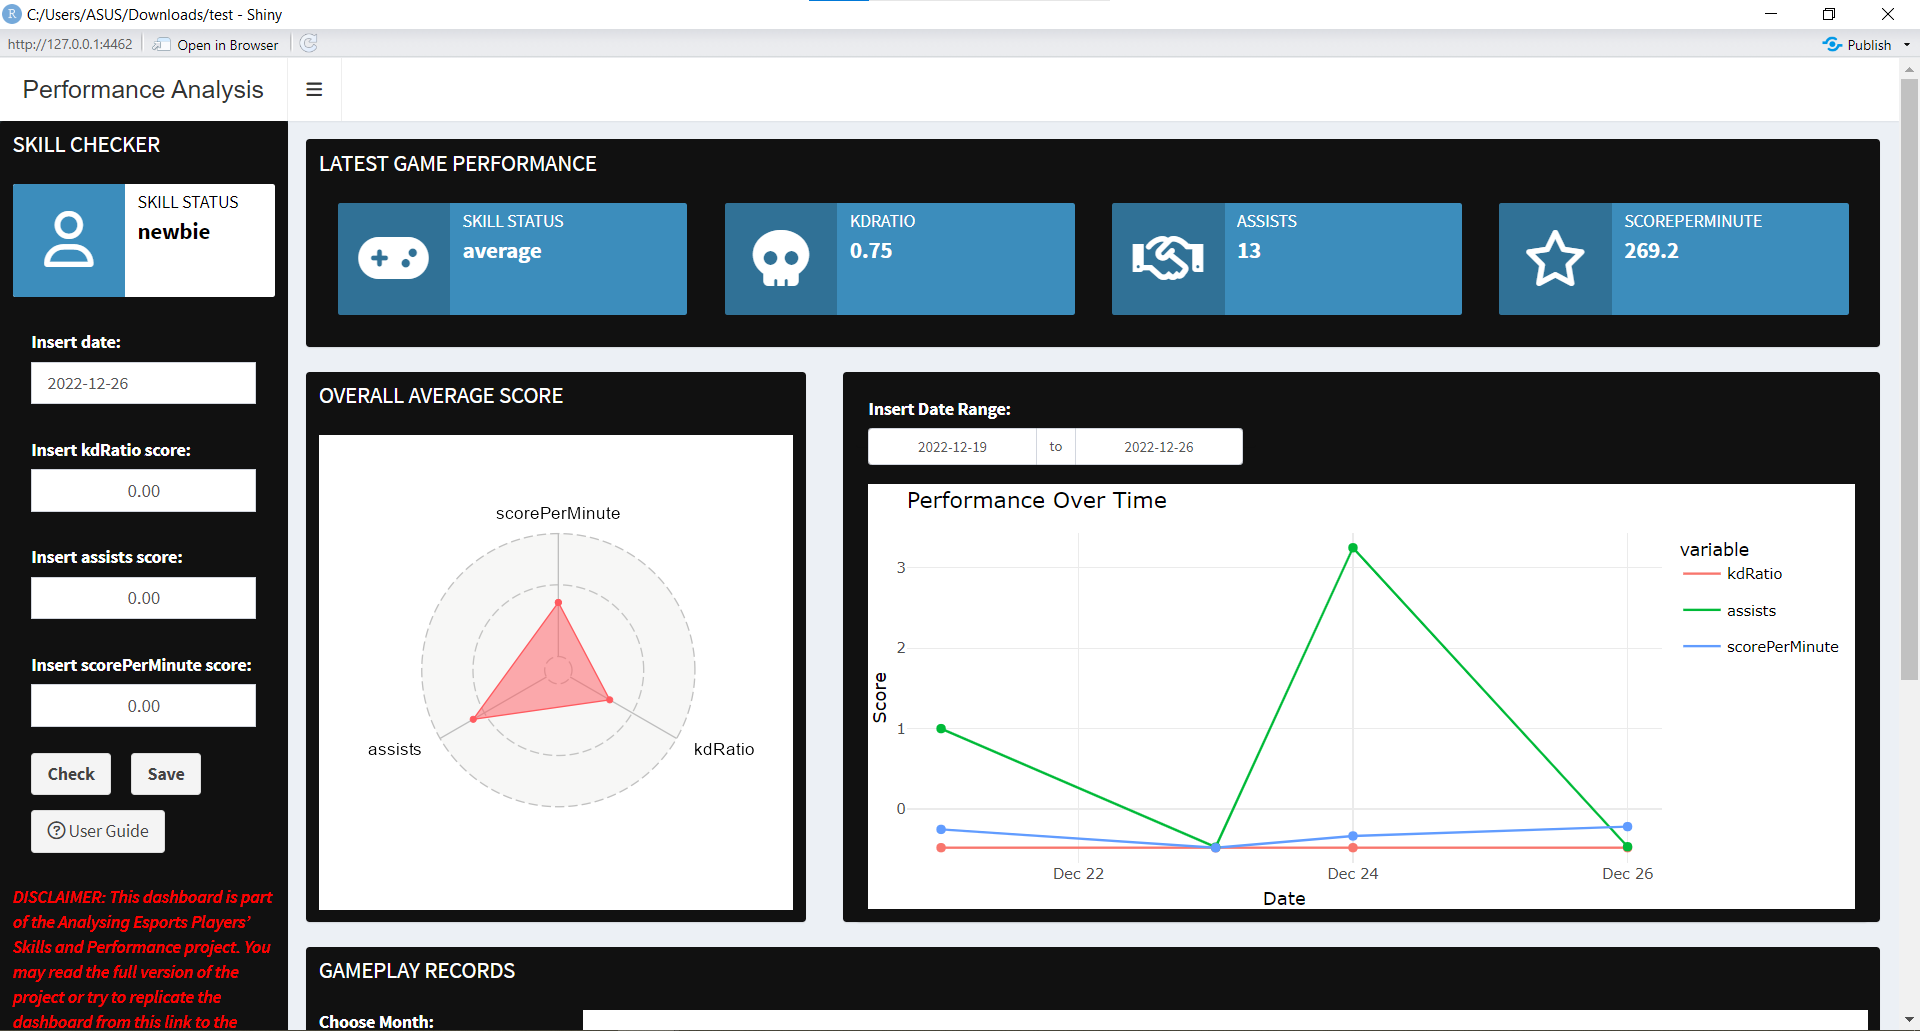 C:/Users/ASUS/Downloads/test - Shiny
http://127.0.0.1:4462
Open in Browser
Publish
Performance Analysis
SKILL CHECKER
SKILL STATUS
newbie
Insert date:
2022-12-26
Insert kdRatio score:
0.00
Insert assists score:
0.00
Insert scorePerMinute score:
0.00
Check
Save
User Guide
DISCLAIMER: This dashboard is part
of the Analysing Esports Players’
Skills and Performance project. You
may read the full version of the
project or try to replicate the
dashboard from this link to the
LATEST GAME PERFORMANCE
SKILL STATUS
average
KDRATIO
0.75
ASSISTS
13
SCOREPERMINUTE
269.2
OVERALL AVERAGE SCORE
scorePerMinute
assists
kdRatio
Insert Date Range:
2022-12-19 to 2022-12-26
Performance Over Time
3
2
1
0
Score
Dec 22
Dec 24
Dec 26
Date
variable
kdRatio
assists
scorePerMinute
GAMEPLAY RECORDS
Choose Month: